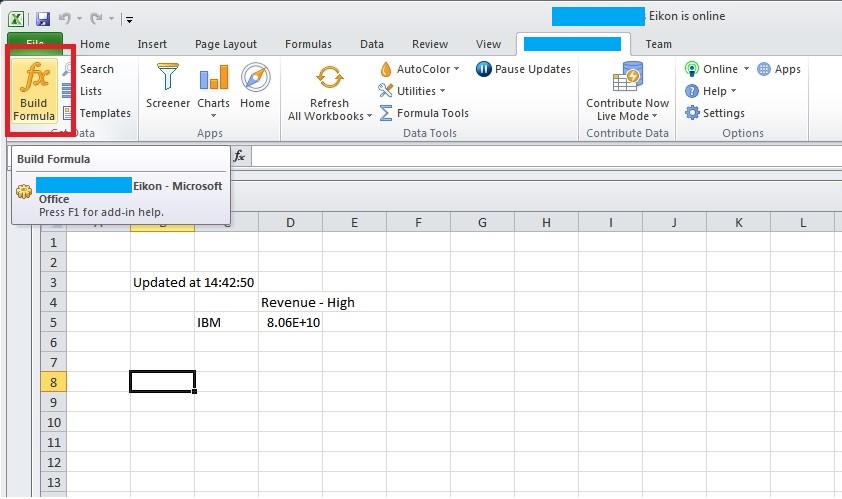 Eikon is online
File Home Insert Page Layout Formulas Data Review View Team
fx Search AutoColor Pause Updates Online Apps
Build Formula Lists Screener Charts Home Refresh All Workbooks Utilities Contribute Now Live Mode Help
Templates Formula Tools Settings
Get Data Apps Data Tools Contribute Data Options
Build Formula fx
Eikon - Microsoft
Office
Press F1 for add-in help.
A B C D E F G H I J K L
1
2
3 Updated at 14:42:50
4 Revenue - High
5 IBM 8.06E+10
6
7
8
9
10
11
12
13